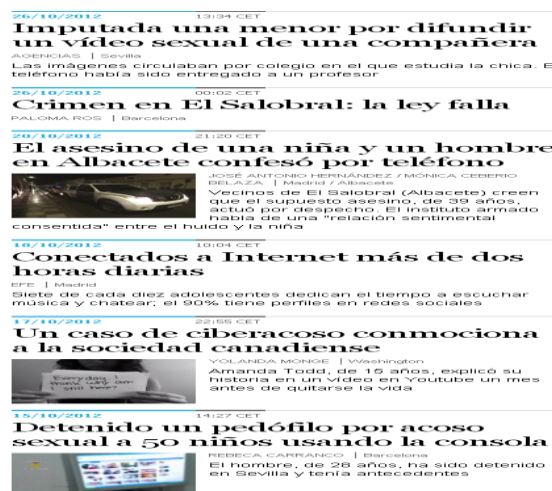 26/10/2012 13:34 CET
Imputada una menor por difundir
un vídeo sexual de una compañera
AGENCIAS | Sevilla
Las imágenes circulaban por colegio en el que estudia la chica. E
teléfono había sido entregado a un profesor
26/10/2012 00:02 CET
Crimen en El Salobral: la ley falla
PALOMA ROS | Barcelona
20/10/2012 21:20 CET
El asesino de una niña y un hombre
en Albacete confesó por teléfono
JOSÉ ANTONIO HERNÁNDEZ / MÓNICA CEBERIO
BELAZA | Madrid / Albacete
Vecinos de El Salobral (Albacete) creen
que el supuesto asesino, de 39 años,
actuó por despecho. El instituto armado
habla de una "relación sentimental
consentida" entre el huido y la niña
18/10/2012 10:04 CET
Conectados a Internet más de dos
horas diarias
EFE | Madrid
Siete de cada diez adolescentes dedican el tiempo a escuchar
música y chatear; el 90% tiene perfiles en redes sociales
17/10/2012 22:55 CET
Un caso de ciberacoso conmociona
a la sociedad canadiense
YOLANDA MONGE | Washington
Amanda Todd, de 15 años, explicó su
historia en un vídeo en Youtube un mes
antes de quitarse la vida
Everyday I
think why am
I still here?
15/10/2012 14:27 CET
Detenido un pedófilo por acoso
sexual a 50 niños usando la consola
REBECA CARRANCO | Barcelona
El hombre, de 28 años, ha sido detenido
en Sevilla y tenía antecedentes